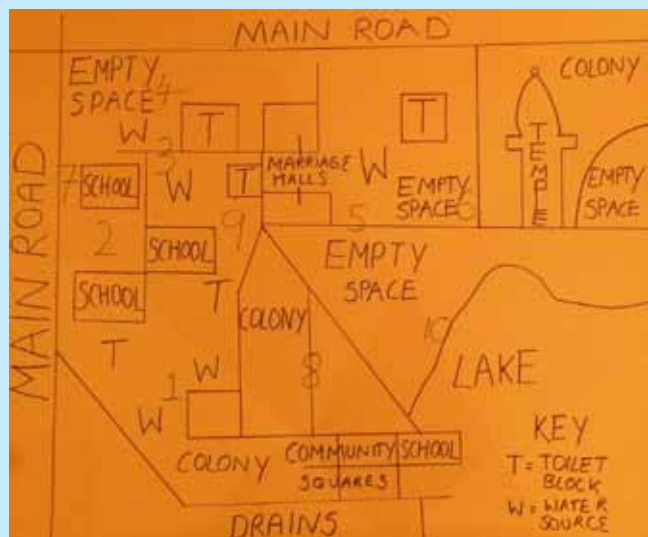 MAIN ROAD
EMPTY
SPACE
4
T
T
COLONY
TEMPLE
W
3
MARRIAGE
HALLS
W
7
SCHOOL
W
T
EMPTY
SPACE
6
EMPTY
SPACE
MAIN ROAD
2
9
5
SCHOOL
EMPTY
SPACE
SCHOOL
T
COLONY
10
T
W
1
8
LAKE
W
KEY
COLONY
COMMUNITY
SCHOOL
SQUARES
T = TOILET
BLOCK
W = WATER
SOURCE
DRAINS